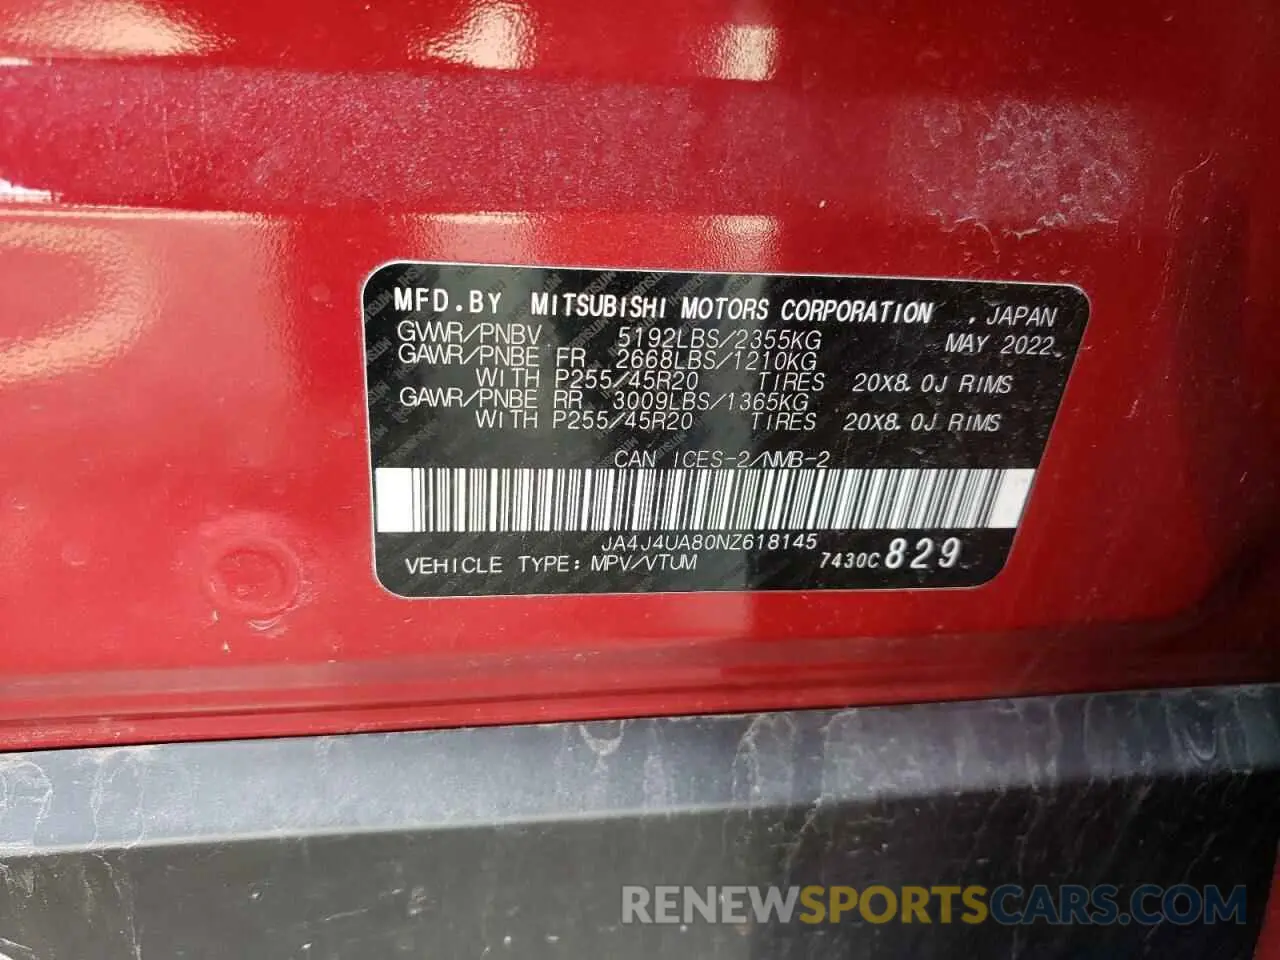 MFD.BY MITSUBISHI MOTORS CORPORATION , JAPAN
GVWR/PNBV 5192LBS/2355KG MAY 2022
GAWR/PNBE FR 2668LBS/1210KG
WITH P255/45R20 TIRES 20X8.0J RIMS
GAWR/PNBE RR 3009LBS/1365KG
WITH P255/45R20 TIRES 20X8.0J RIMS
CAN ICES-2/NMB-2
JA4J4UA80NZ618145
VEHICLE TYPE: MPV/VTUM 7430C 829
RENEWSPORTSCARS.COM